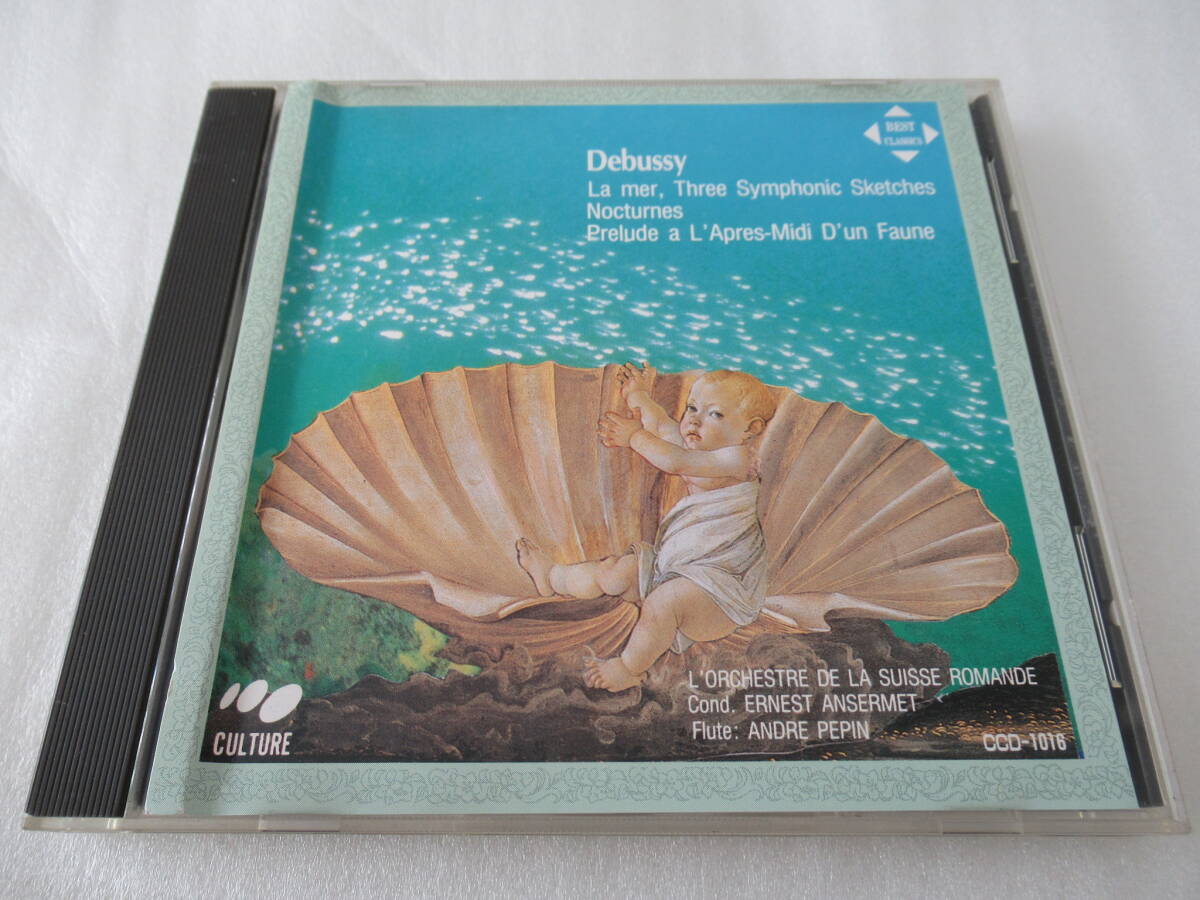 BEST
CLASSICS
Debussy
La mer, Three Symphonic Sketches
Nocturnes
Prelude a L'Apres-Midi D'un Faune
L'ORCHESTRE DE LA SUISSE ROMANDE
Cond. ERNEST ANSERMET
Flute: ANDRE PEPIN
CULTURE
CCD-1016